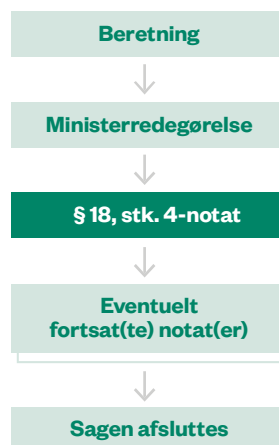 Beretning
Ministerredegørelse
§ 18, stk. 4-notat
Eventuelt
fortsat(te) notat(er)
Sagen afsluttes